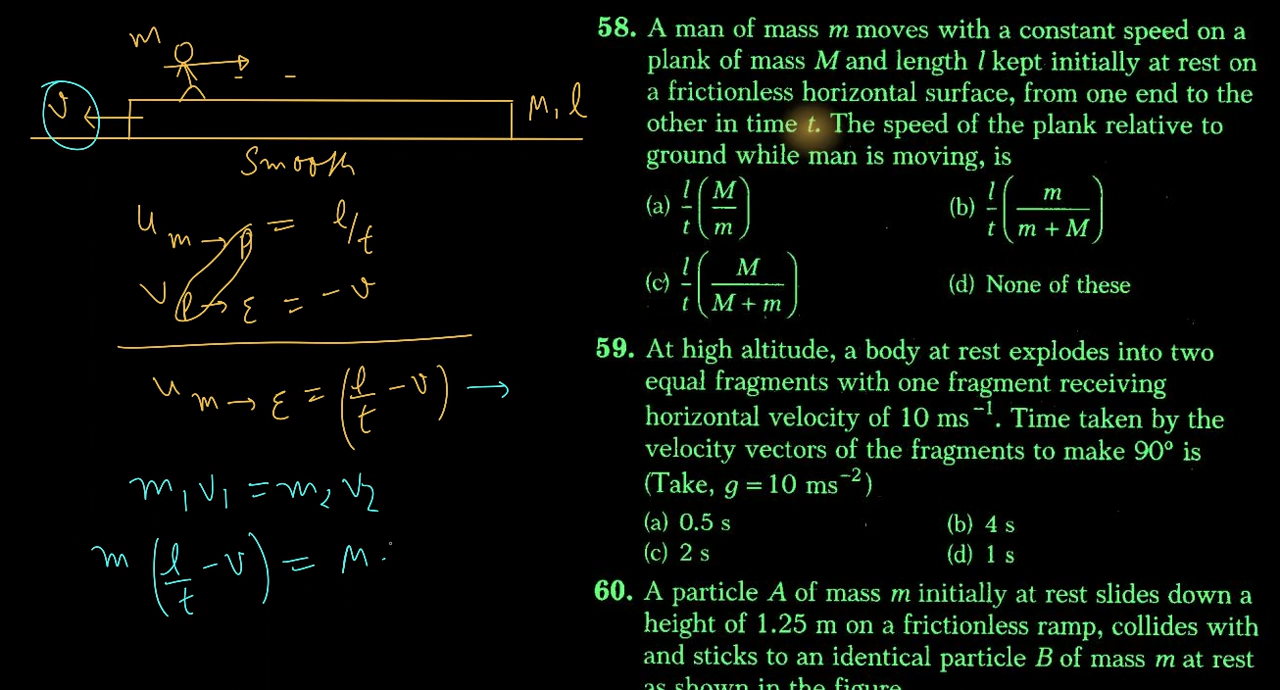 m
v
M, l
Smooth
u m→p = l/t
v p→ε = -v
u m→ε = (l/t - v) →
m₁v₁ = m₂v₂
m (l/t - v) = M.
58. A man of mass m moves with a constant speed on a
plank of mass M and length l kept initially at rest on
a frictionless horizontal surface, from one end to the
other in time t. The speed of the plank relative to
ground while man is moving, is
(a) l/t (M/m) (b) l/t (m/(m + M))
(c) l/t (M/(M + m)) (d) None of these
59. At high altitude, a body at rest explodes into two
equal fragments with one fragment receiving
horizontal velocity of 10 ms⁻¹. Time taken by the
velocity vectors of the fragments to make 90° is
(Take, g = 10 ms⁻²)
(a) 0.5 s (b) 4 s
(c) 2 s (d) 1 s
60. A particle A of mass m initially at rest slides down a
height of 1.25 m on a frictionless ramp, collides with
and sticks to an identical particle B of mass m at rest
as shown in the figure